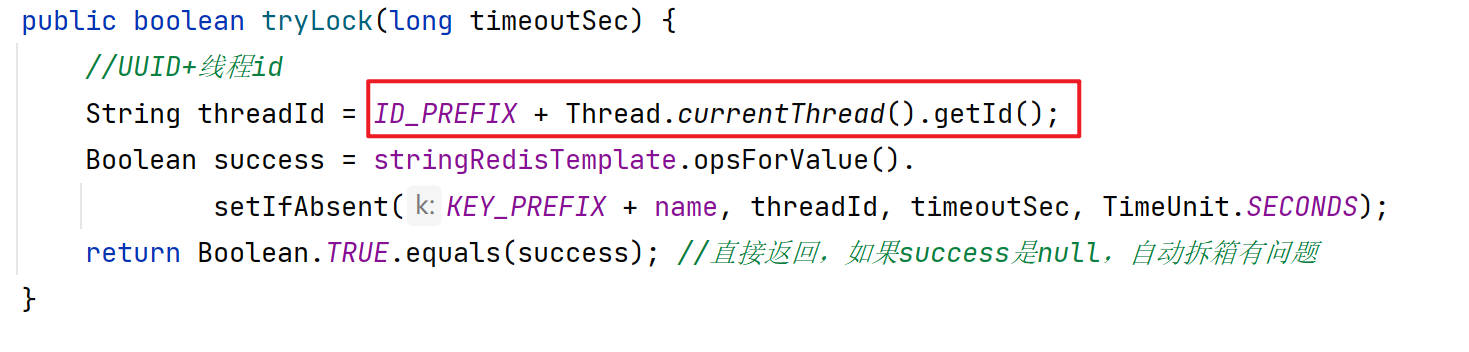 public boolean tryLock(long timeoutSec) {
//UUID+线程id
String threadId = ID_PREFIX + Thread.currentThread().getId();
Boolean success = stringRedisTemplate.opsForValue().
setIfAbsent( k: KEY_PREFIX + name, threadId, timeoutSec, TimeUnit.SECONDS);
return Boolean.TRUE.equals(success); //直接返回，如果success是null，自动拆箱有问题
}